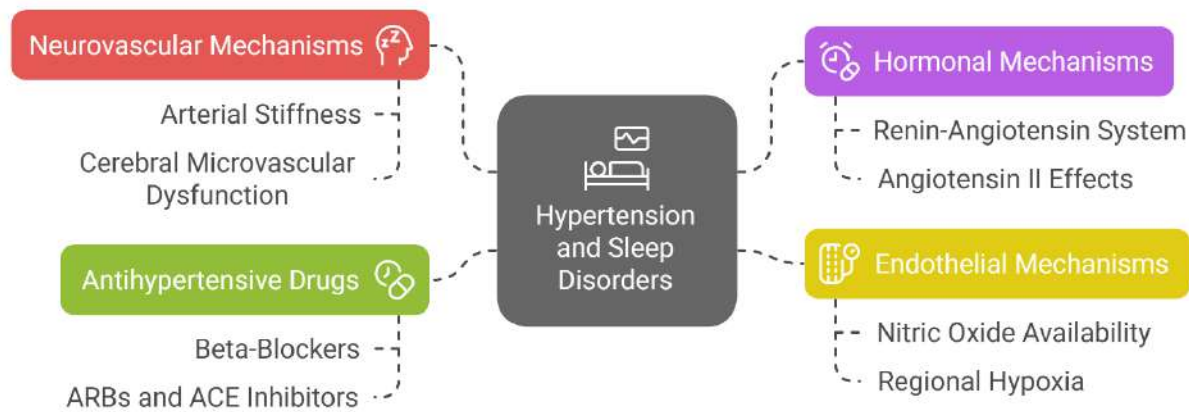 Neurovascular Mechanisms
Arterial Stiffness
Cerebral Microvascular
Dysfunction
Antihypertensive Drugs
Beta-Blockers
ARBs and ACE Inhibitors
Hypertension
and Sleep
Disorders
Hormonal Mechanisms
Renin-Angiotensin System
Angiotensin II Effects
Endothelial Mechanisms
Nitric Oxide Availability
Regional Hypoxia